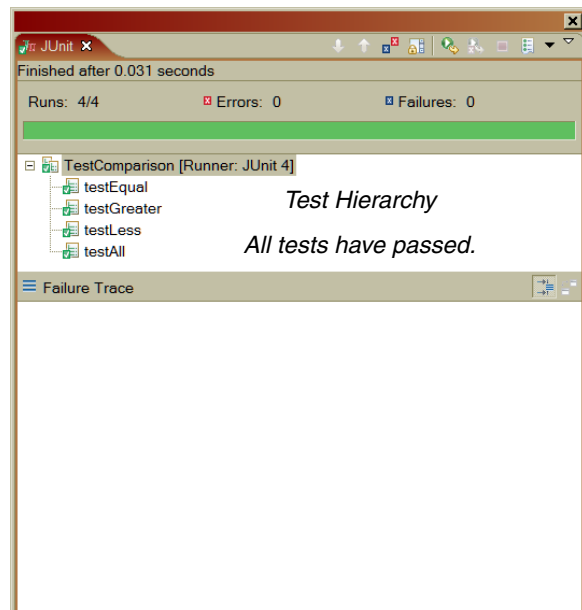 JUnit
Finished after 0.031 seconds
Runs: 4/4 Errors: 0 Failures: 0
TestComparison [Runner: JUnit 4]
testEqual
testGreater
testLess
testAll
Test Hierarchy
All tests have passed.
Failure Trace